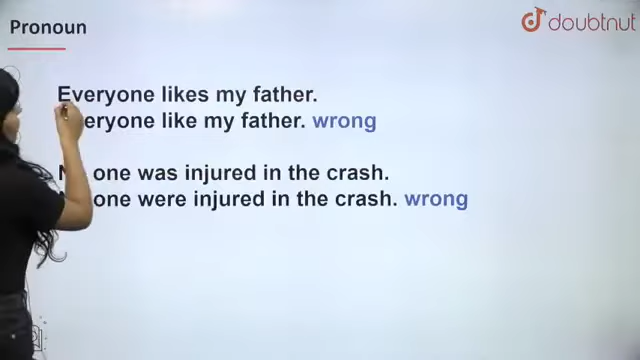 Pronoun
doubtnut
Everyone likes my father.
eryone like my father. wrong
one was injured in the crash.
one were injured in the crash. wrong